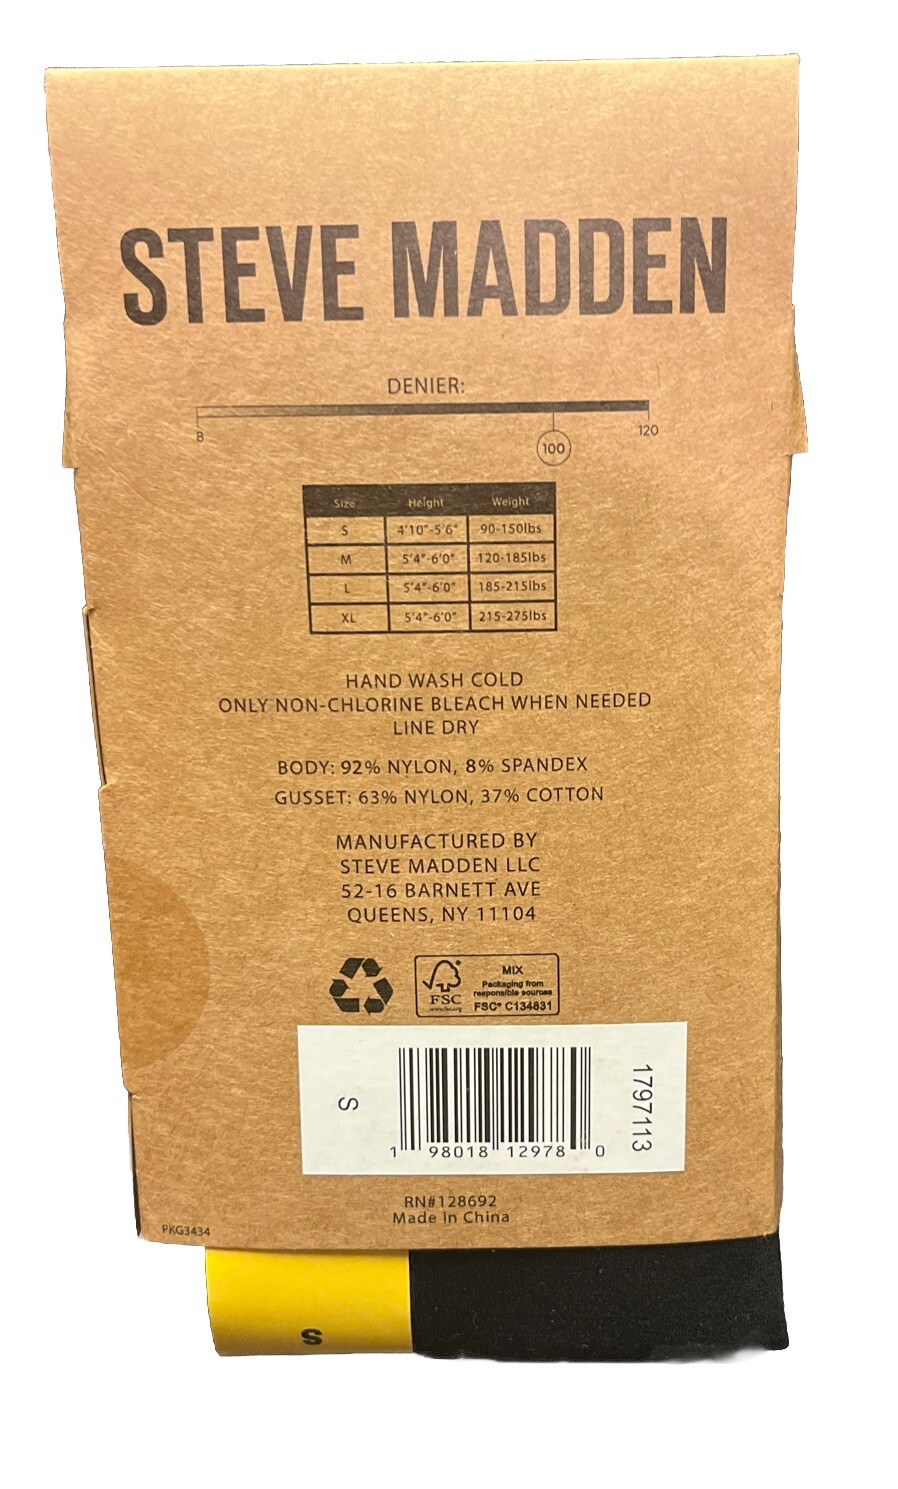 STEVE MADDEN
DENIER:
8 100 120
Size Height Weight
S 4'10"-5'6" 90-150lbs
M 5'4"-6'0" 120-185lbs
L 5'4"-6'0" 185-215lbs
XL 5'4"-6'0" 215-275lbs
HAND WASH COLD
ONLY NON-CHLORINE BLEACH WHEN NEEDED
LINE DRY
BODY: 92% NYLON, 8% SPANDEX
GUSSET: 63% NYLON, 37% COTTON
MANUFACTURED BY
STEVE MADDEN LLC
52-16 BARNETT AVE
QUEENS, NY 11104
FSC
www.fsc.org
MIX
Packaging from
responsible sources
FSC® C134831
S
1 98018 12978 0
1797113
RN#128692
Made in China
PKG3434
S